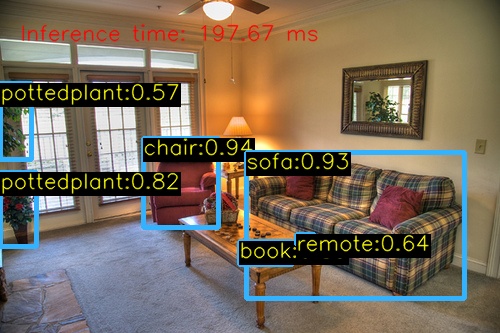 Inference time: 197.67 ms
pottedplant:0.57
chair:0.94
sofa:0.93
pottedplant:0.82
remote:0.64
book: